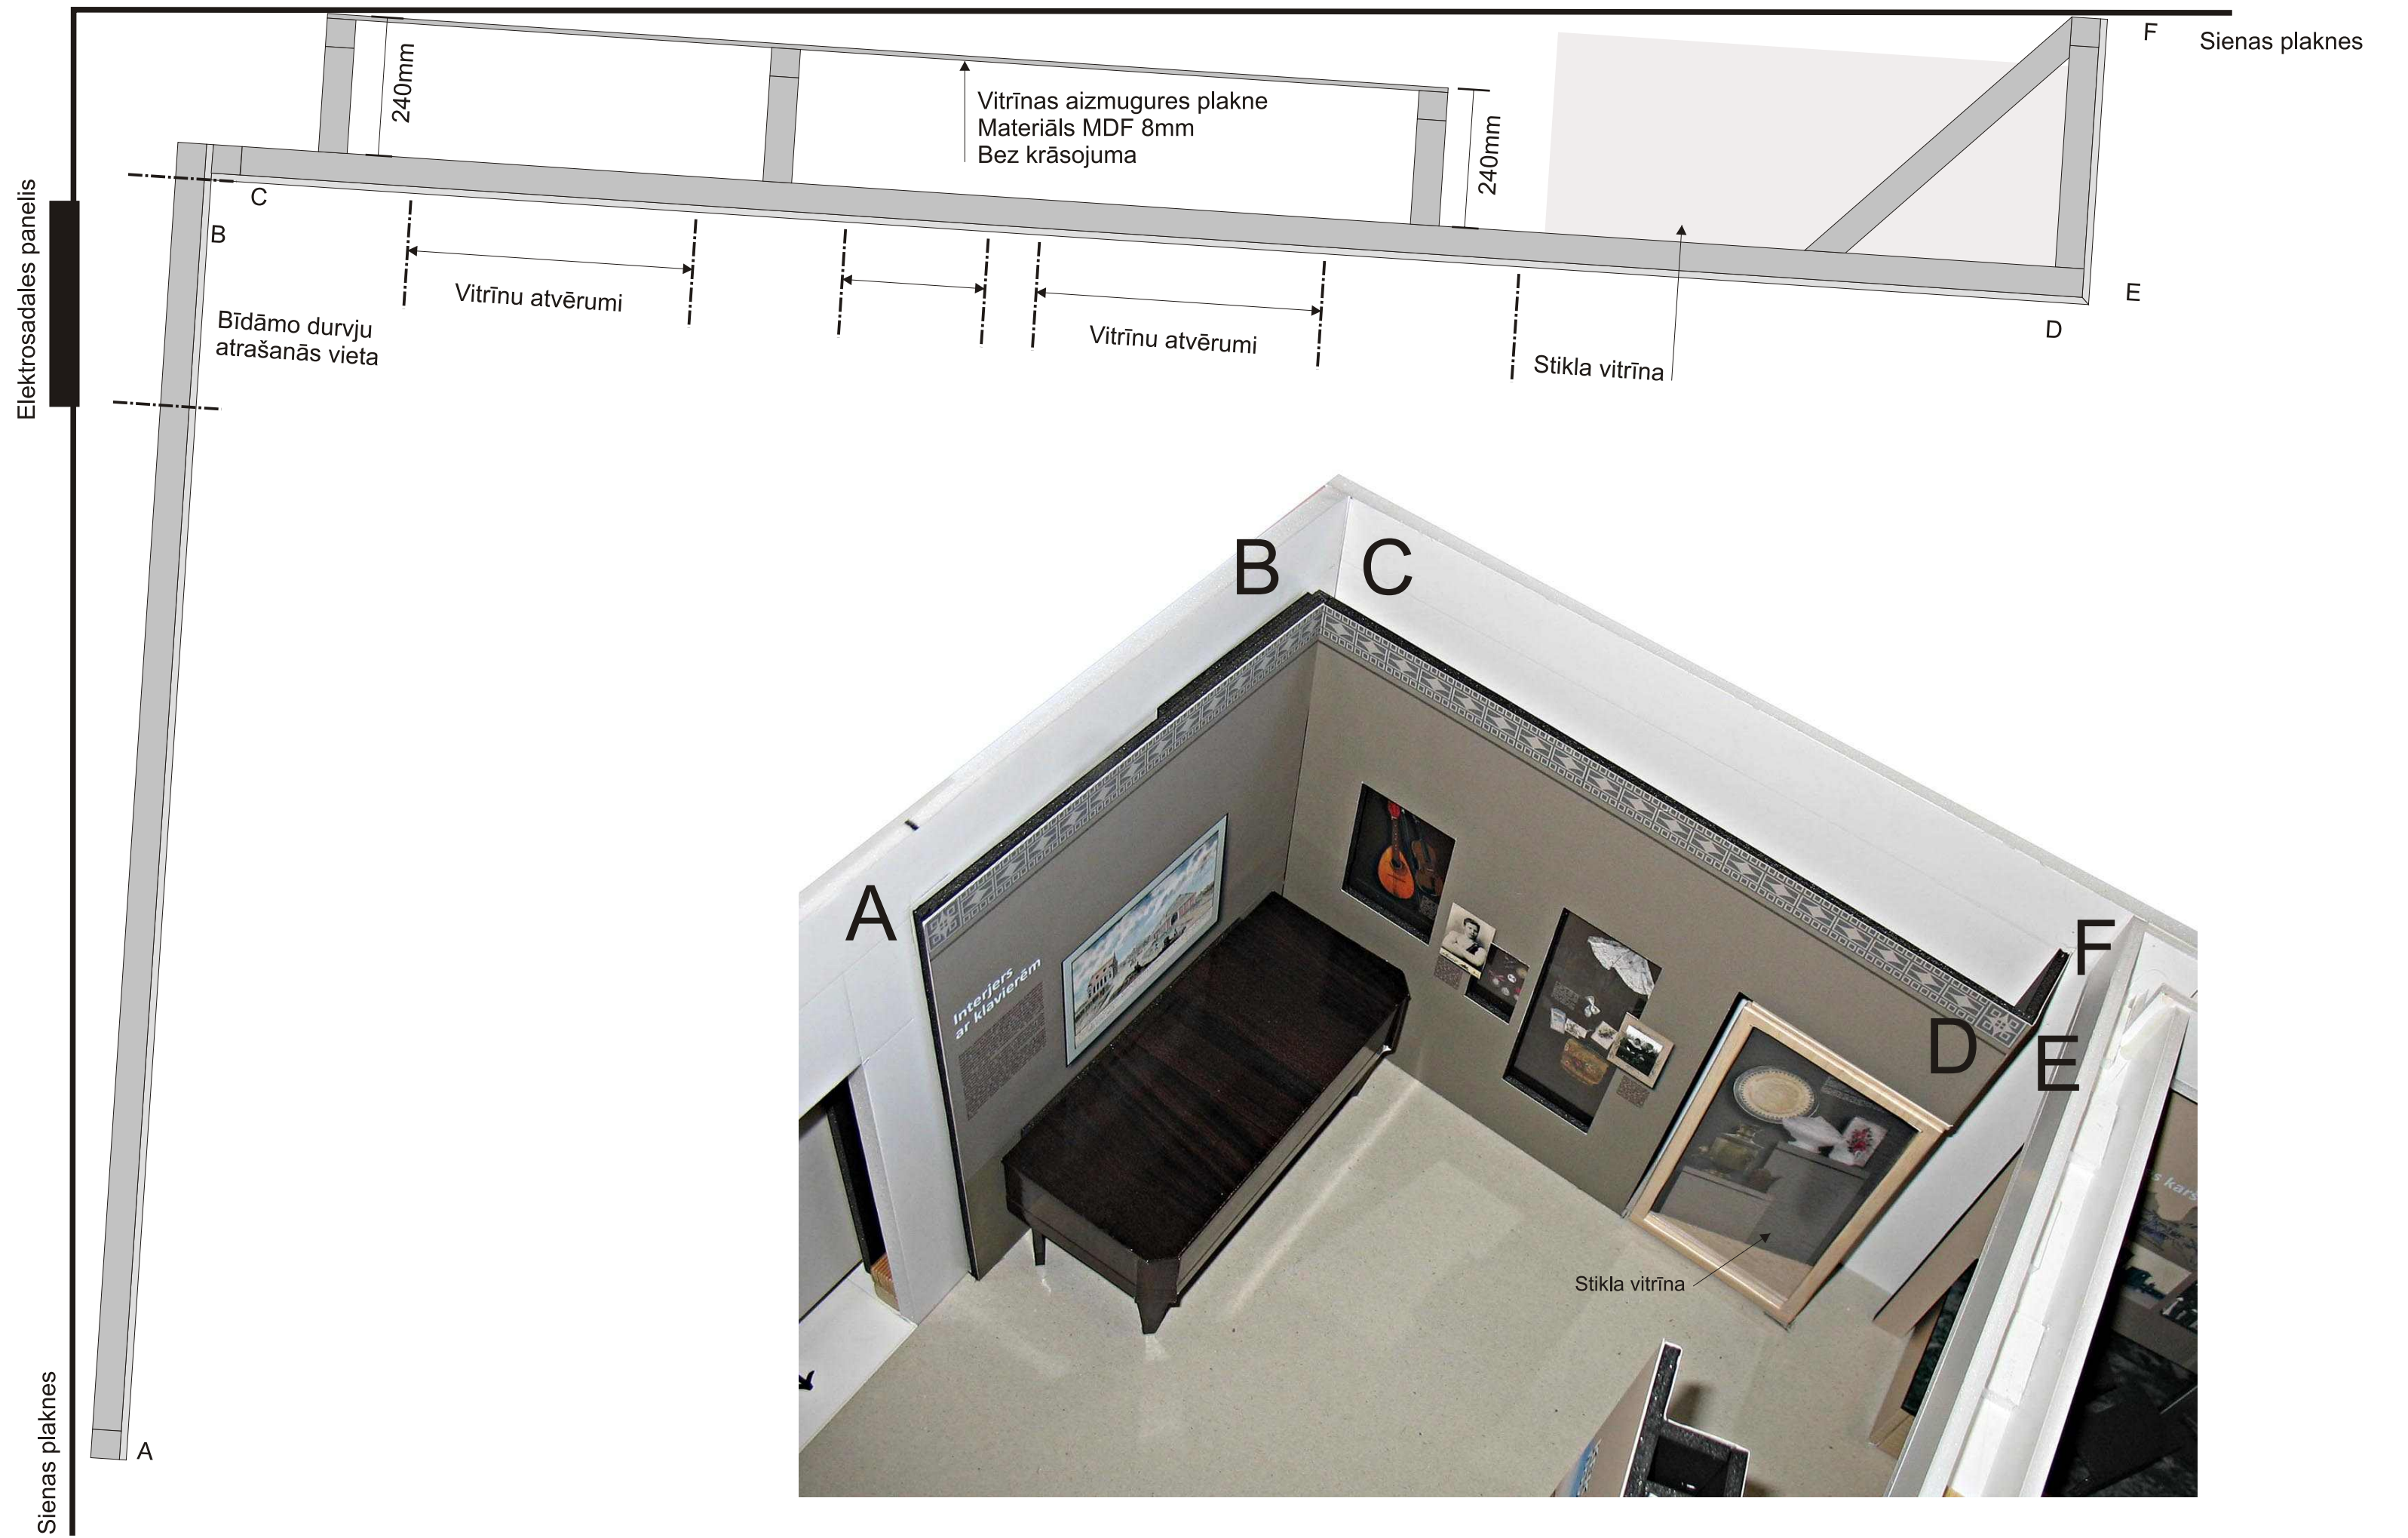 F
Sienas plaknes
240mm
Vitrīnas aizmugures plakne
Materiāls MDF 8mm
Bez krāsojuma
240mm
Elektrosadales panelis
C
B
Vitrīnu atvērumi
Vitrīnu atvērumi
E
D
Bīdāmo durvju
atrašanās vieta
Stikla vitrīna
B
C
A
F
D
E
Interjers
ar klavierēm
Stikla vitrīna
Sienas plaknes
A